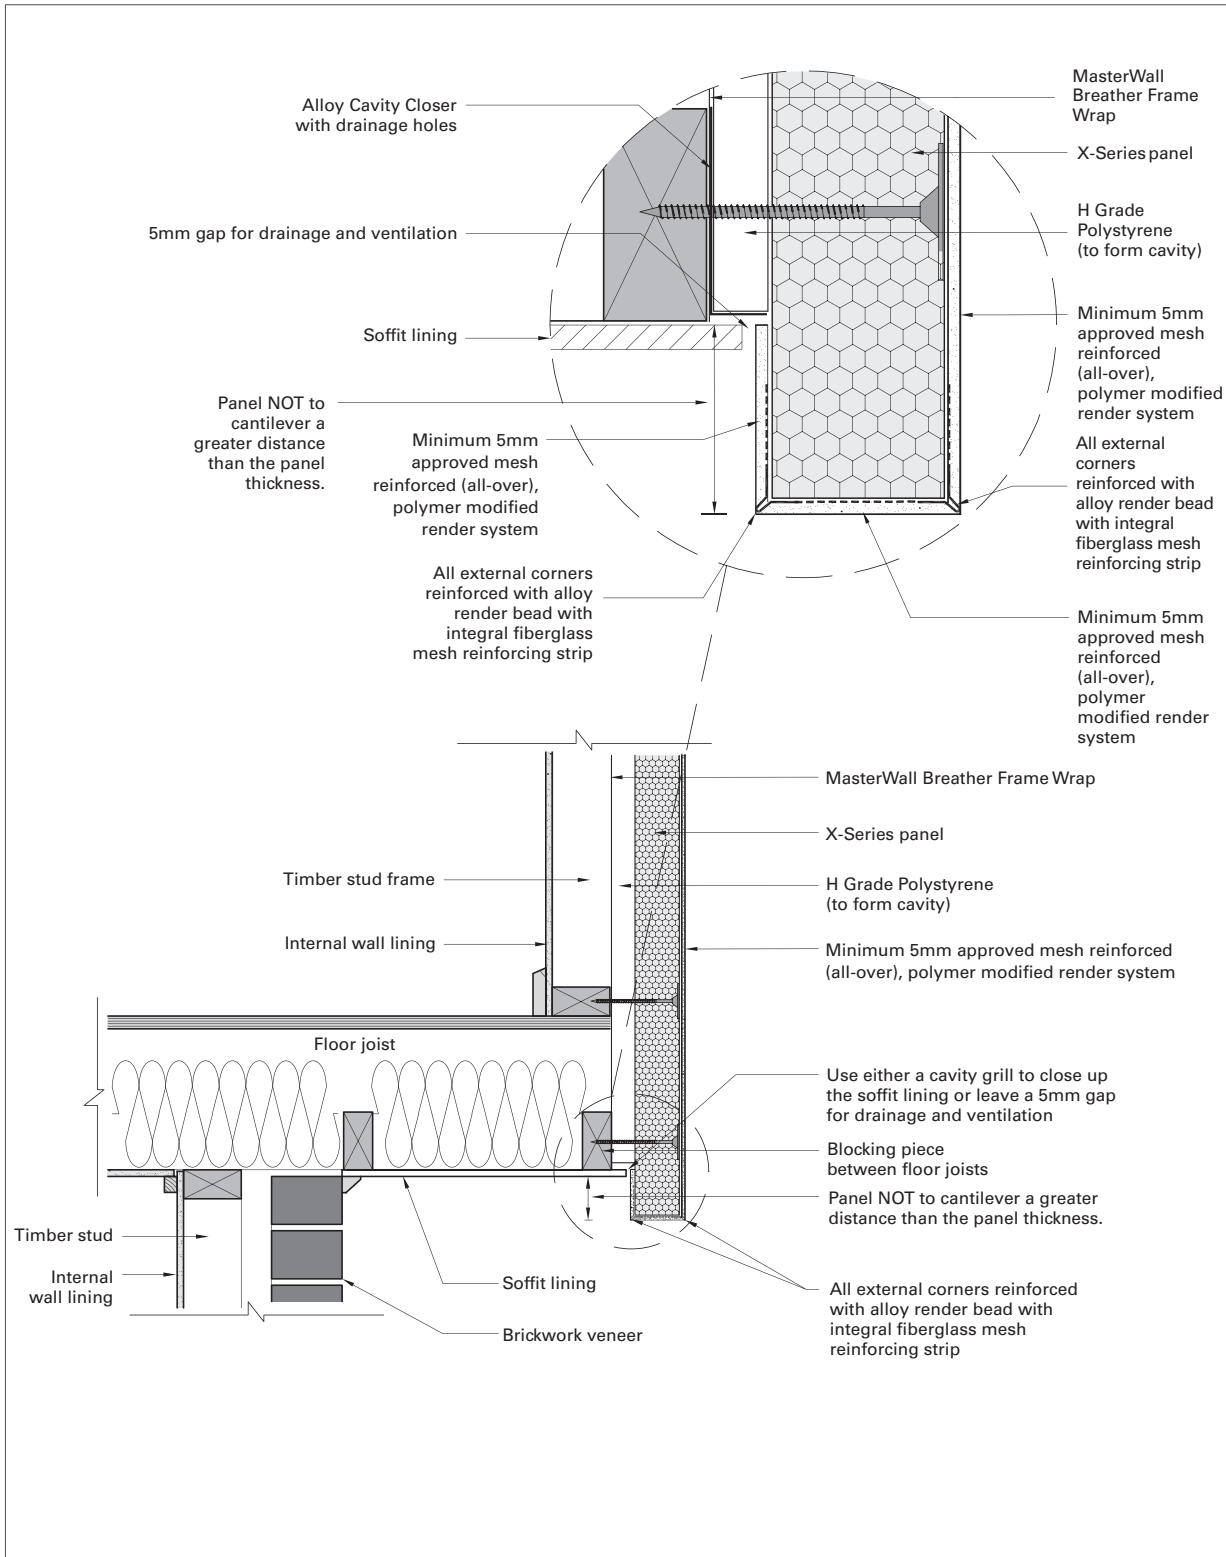 Alloy Cavity Closer
with drainage holes
5mm gap for drainage and ventilation
Soffit lining
Panel NOT to
cantilever a
greater distance
than the panel
thickness.
Minimum 5mm
approved mesh
reinforced (all-over),
polymer modified
render system
All external corners
reinforced with alloy
render bead with
integral fiberglass
mesh reinforcing strip
MasterWall
Breather Frame
Wrap
X-Series panel
H Grade
Polystyrene
(to form cavity)
Minimum 5mm
approved mesh
reinforced
(all-over),
polymer modified
render system
All external
corners
reinforced with
alloy render bead
with integral
fiberglass mesh
reinforcing strip
Minimum 5mm
approved mesh
reinforced
(all-over),
polymer
modified render
system
MasterWall Breather Frame Wrap
X-Series panel
Timber stud frame
H Grade Polystyrene
(to form cavity)
Internal wall lining
Minimum 5mm approved mesh reinforced
(all-over), polymer modified render system
Floor joist
Use either a cavity grill to close up
the soffit lining or leave a 5mm gap
for drainage and ventilation
Blocking piece
between floor joists
Panel NOT to cantilever a greater
distance than the panel thickness.
Timber stud
Internal
wall lining
Soffit lining
Brickwork veneer
All external corners reinforced
with alloy render bead with
integral fiberglass mesh
reinforcing strip